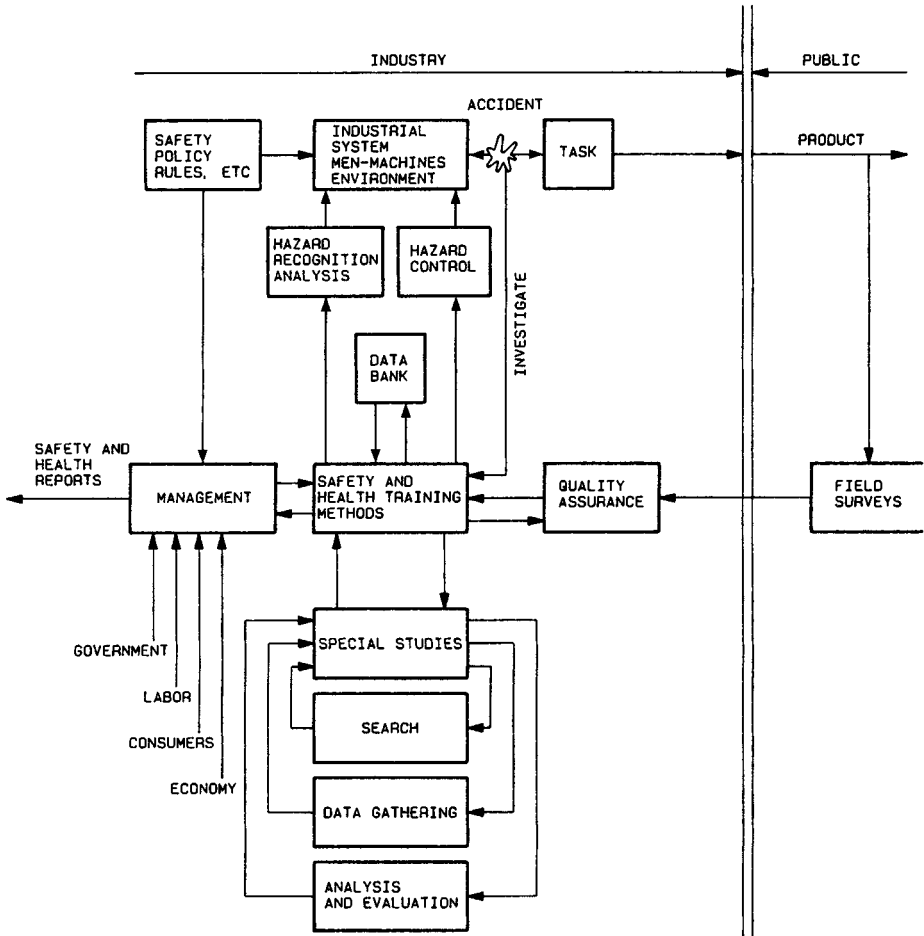 INDUSTRY
PUBLIC
ACCIDENT
SAFETY
POLICY
RULES, ETC
INDUSTRIAL
SYSTEM
MEN-MACHINES
ENVIRONMENT
TASK
PRODUCT
HAZARD
RECOGNITION
ANALYSIS
HAZARD
CONTROL
INVESTIGATE
DATA
BANK
SAFETY AND
HEALTH
REPORTS
MANAGEMENT
SAFETY AND
HEALTH TRAINING
METHODS
QUALITY
ASSURANCE
FIELD
SURVEYS
GOVERNMENT
LABOR
CONSUMERS
ECONOMY
SPECIAL STUDIES
SEARCH
DATA GATHERING
ANALYSIS
AND EVALUATION